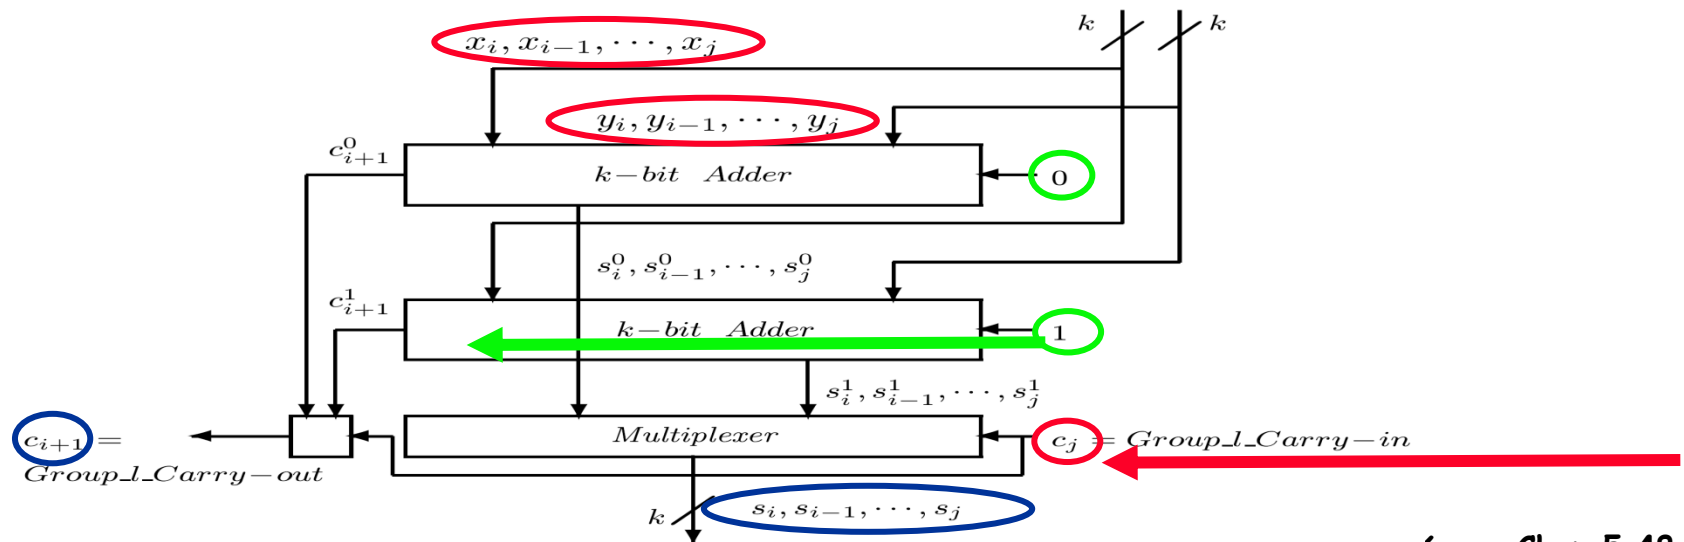 k k
x_i, x_{i-1}, ⋯, x_j
y_i, y_{i-1}, ⋯, y_j
c^0_{i+1}
k-bit Adder
0
s^0_i, s^0_{i-1}, ⋯, s^0_j
c^1_{i+1}
k-bit Adder
1
s^1_i, s^1_{i-1}, ⋯, s^1_j
Multiplexer
c_{i+1} =
c_j = Group_l_Carry-in
Group_l_Carry-out
k
s_i, s_{i-1}, ⋯, s_j